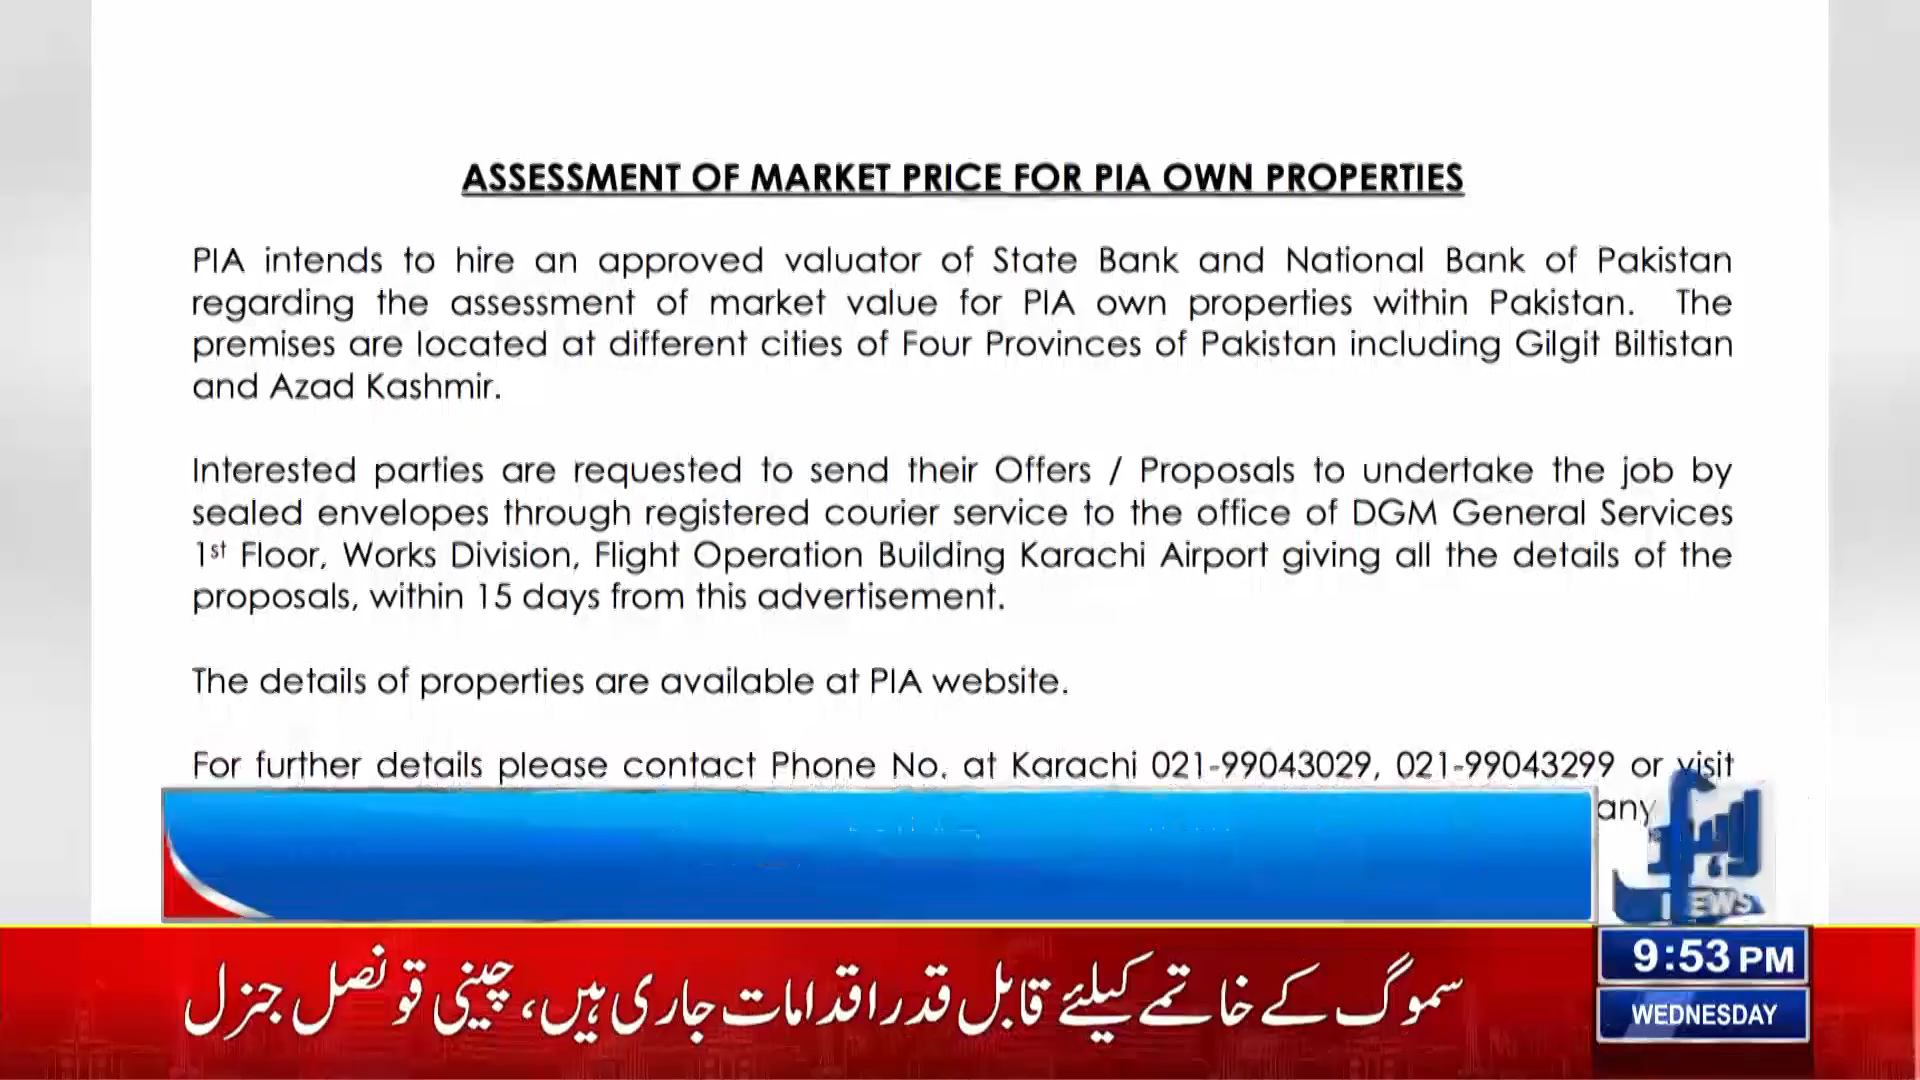 ASSESSMENT OF MARKET PRICE FOR PIA OWN PROPERTIES
PIA intends to hire an approved valuator of State Bank and National Bank of Pakistan
regarding the assessment of market value for PIA own properties within Pakistan. The
premises are located at different cities of Four Provinces of Pakistan including Gilgit Biltistan
and Azad Kashmir.
Interested parties are requested to send their Offers / Proposals to undertake the job by
sealed envelopes through registered courier service to the office of DGM General Services
1st Floor, Works Division, Flight Operation Building Karachi Airport giving all the details of the
proposals, within 15 days from this advertisement.
The details of properties are available at PIA website.
For further details please contact Phone No. at Karachi 021-99043029, 021-99043299 or visit
any
NEWS
9:53 PM
WEDNESDAY
سموگ کے خاتمے کیلئے قابل قدر اقدامات جاری ہیں، چینی قونصل جنرل